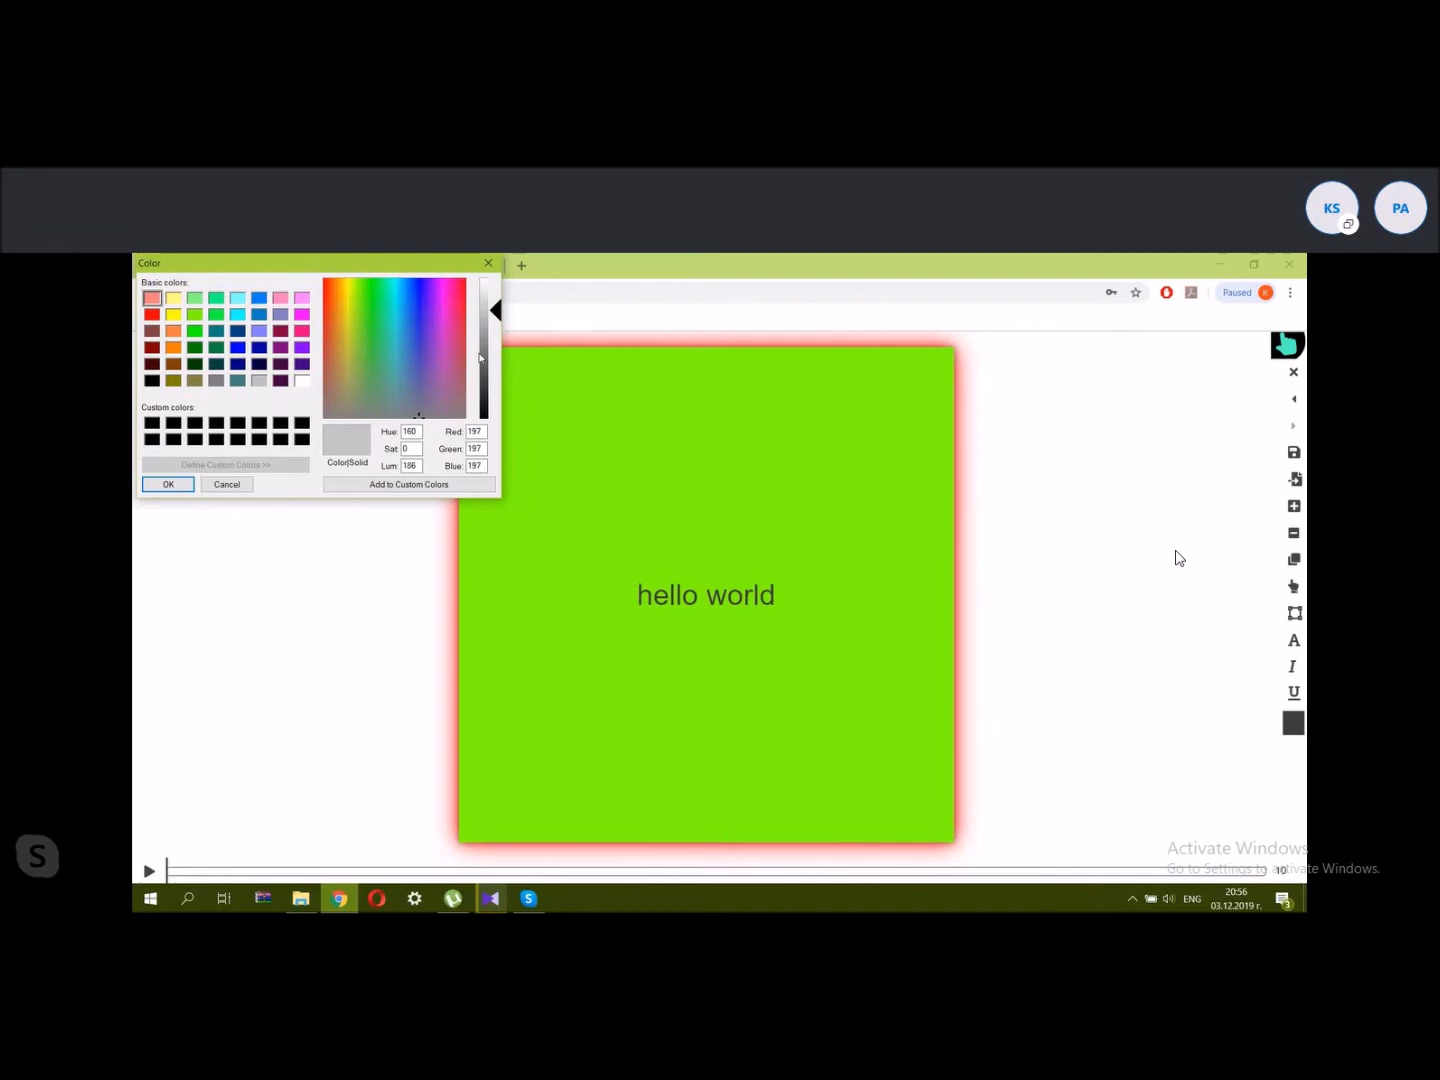 KS
PA
Color
Basic colors:
Custom colors:
Define Custom Colors >>
OK
Cancel
Color|Solid
Hue: 160
Sat: 0
Lum: 186
Red: 197
Green: 197
Blue: 197
Add to Custom Colors
Paused
K
hello world
A
I
U
S
Activate Windows
Go to Settings to activate Windows.
10
S
ENG
20:56
03.12.2019 г.
3